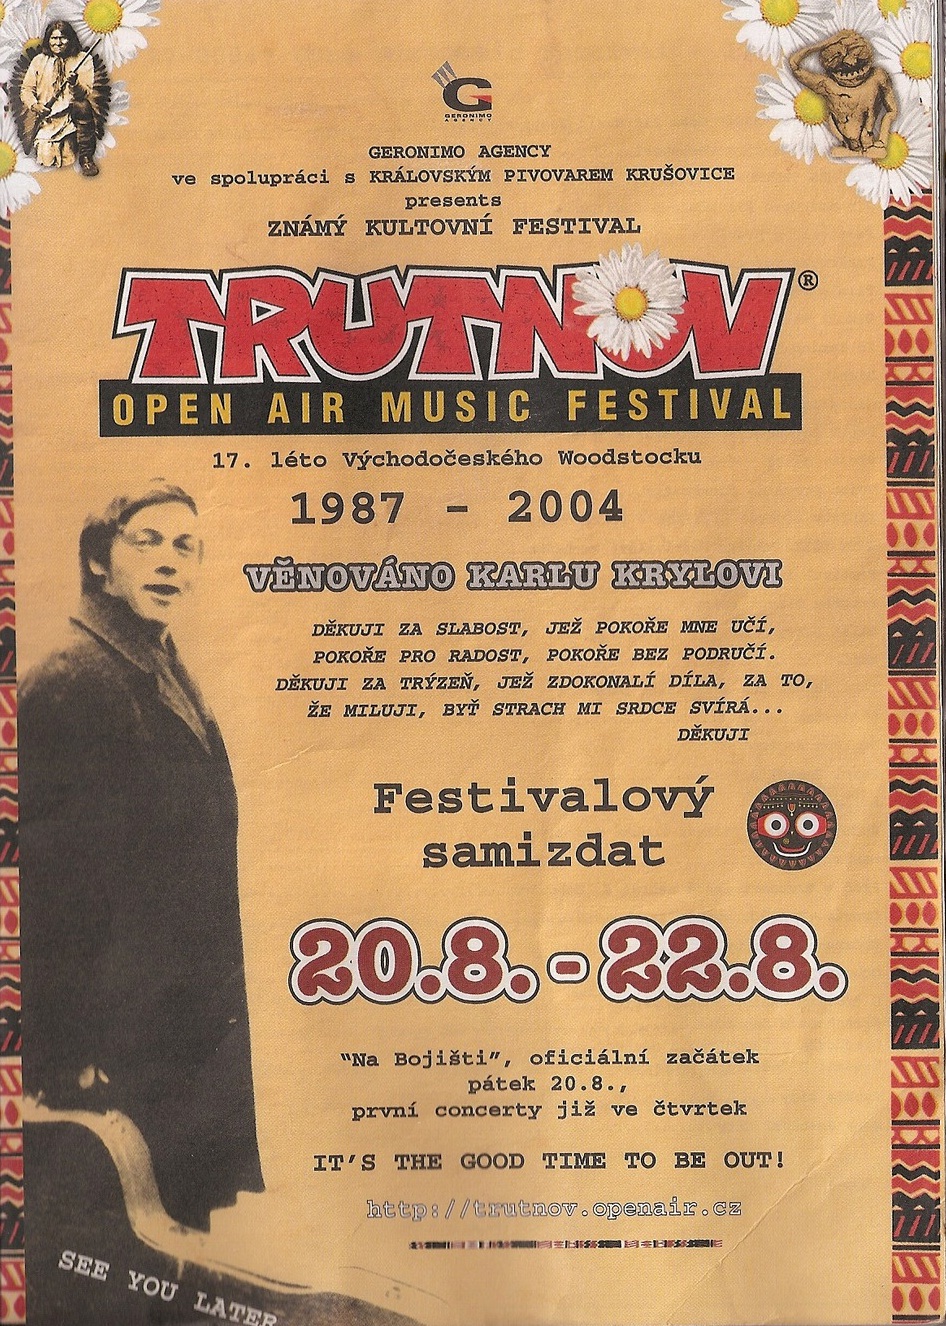 G
GERONIMO
AGENCY
GERONIMO AGENCY
ve spolupráci s KRÁLOVSKÝM PIVOVAREM KRUŠOVICE
presents
ZNÁMÝ KULTOVNÍ FESTIVAL
TRUTNOV ®
OPEN AIR MUSIC FESTIVAL
17. léto Východočeského Woodstocku
1987 - 2004
VĚNOVÁNO KARLU KRYLOVI
DĚKUJI ZA SLABOST, JEŽ POKOŘE MNE UČÍ,
POKOŘE PRO RADOST, POKOŘE BEZ PODRUČÍ.
DĚKUJI ZA TRÝZEŇ, JEŽ ZDOKONALÍ DÍLA, ZA TO,
ŽE MILUJI, BYŤ STRACH MI SRDCE SVÍRÁ...
DĚKUJI
Festivalový
samizdat
20.8. - 22.8.
"Na Bojišti", oficiální začátek
pátek 20.8.,
první concerty již ve čtvrtek
IT'S THE GOOD TIME TO BE OUT!
http://trutnov.openair.cz
SEE YOU LATER